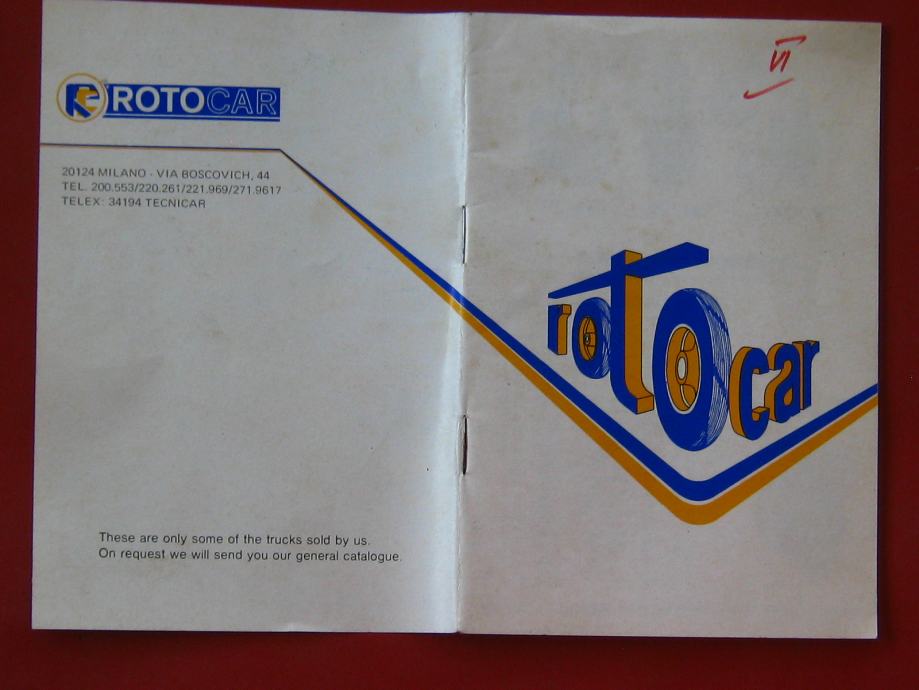 ROTOCAR
20124 MILANO - VIA BOSCOVICH, 44
TEL. 200.553/220.261/221.969/271.9617
TELEX: 34194 TECNICAR
These are only some of the trucks sold by us.
On request we will send you our general catalogue.
VI
rotocar